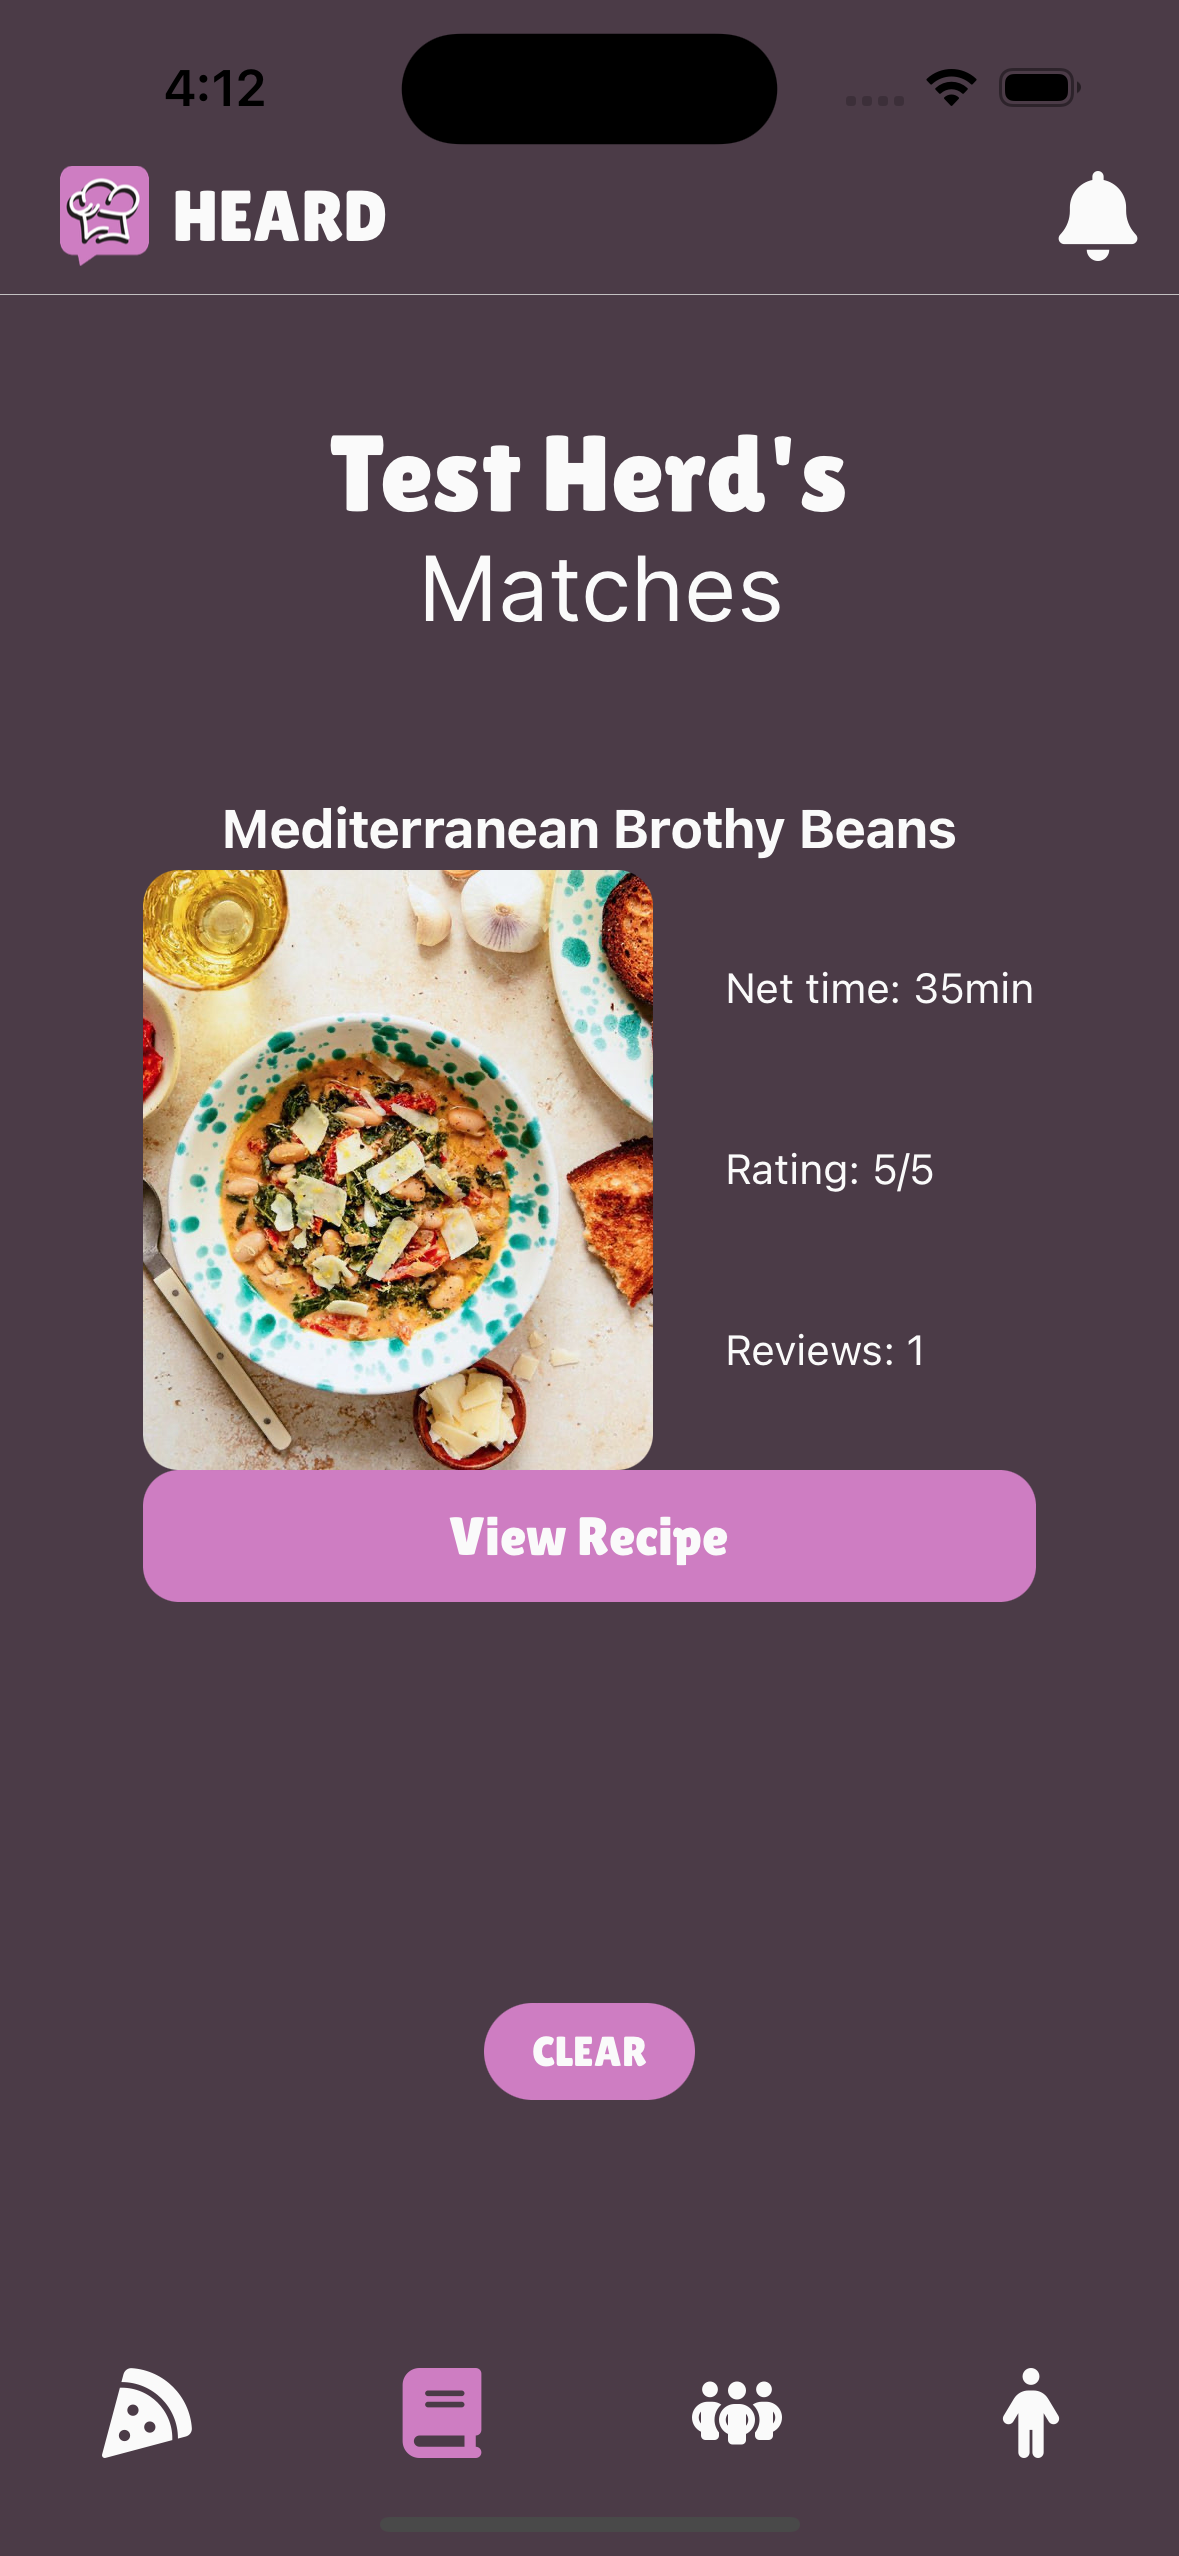 4:12
HEARD
Test Herd's
Matches
Mediterranean Brothy Beans
Net time: 35min
Rating: 5/5
Reviews: 1
View Recipe
CLEAR